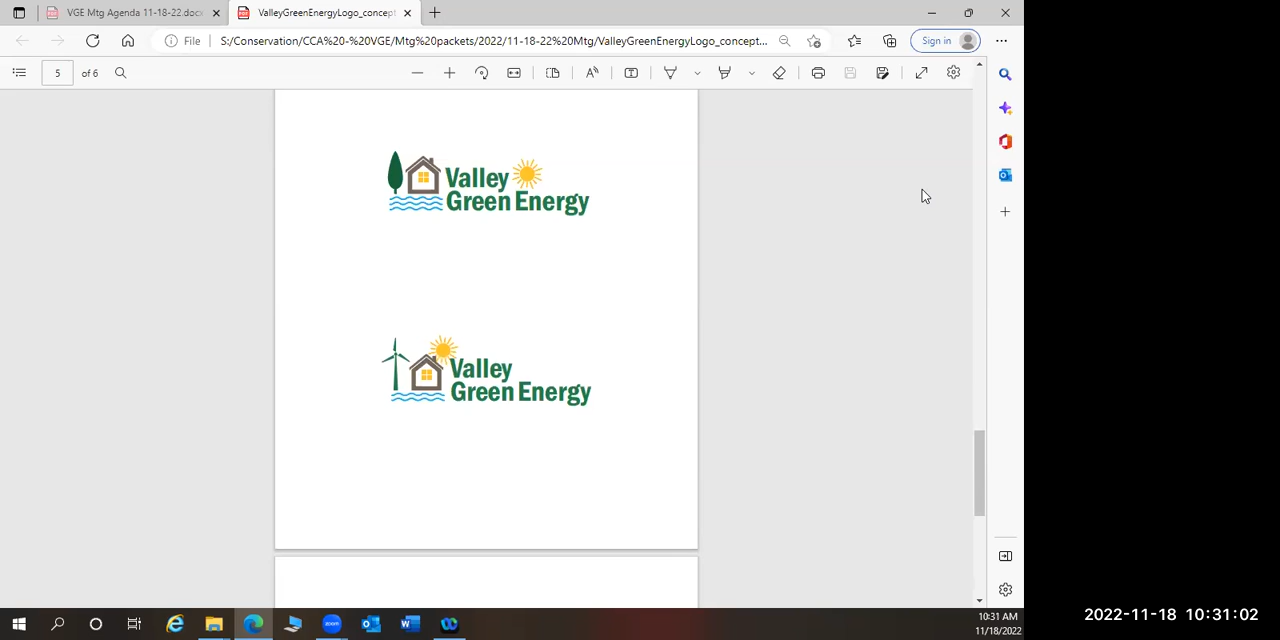 VGE Mtg Agenda 11-18-22.docx
ValleyGreenEnergyLogo_concept
File
S:/Conservation/CCA%20-%20VGE/Mtg%20packets/2022/11-18-22%20Mtg/ValleyGreenEnergyLogo_concept...
Sign in
5 of 6
Valley
Green Energy
Valley
Green Energy
zoom
10:31 AM
11/18/2022
2022-11-18 10:31:02